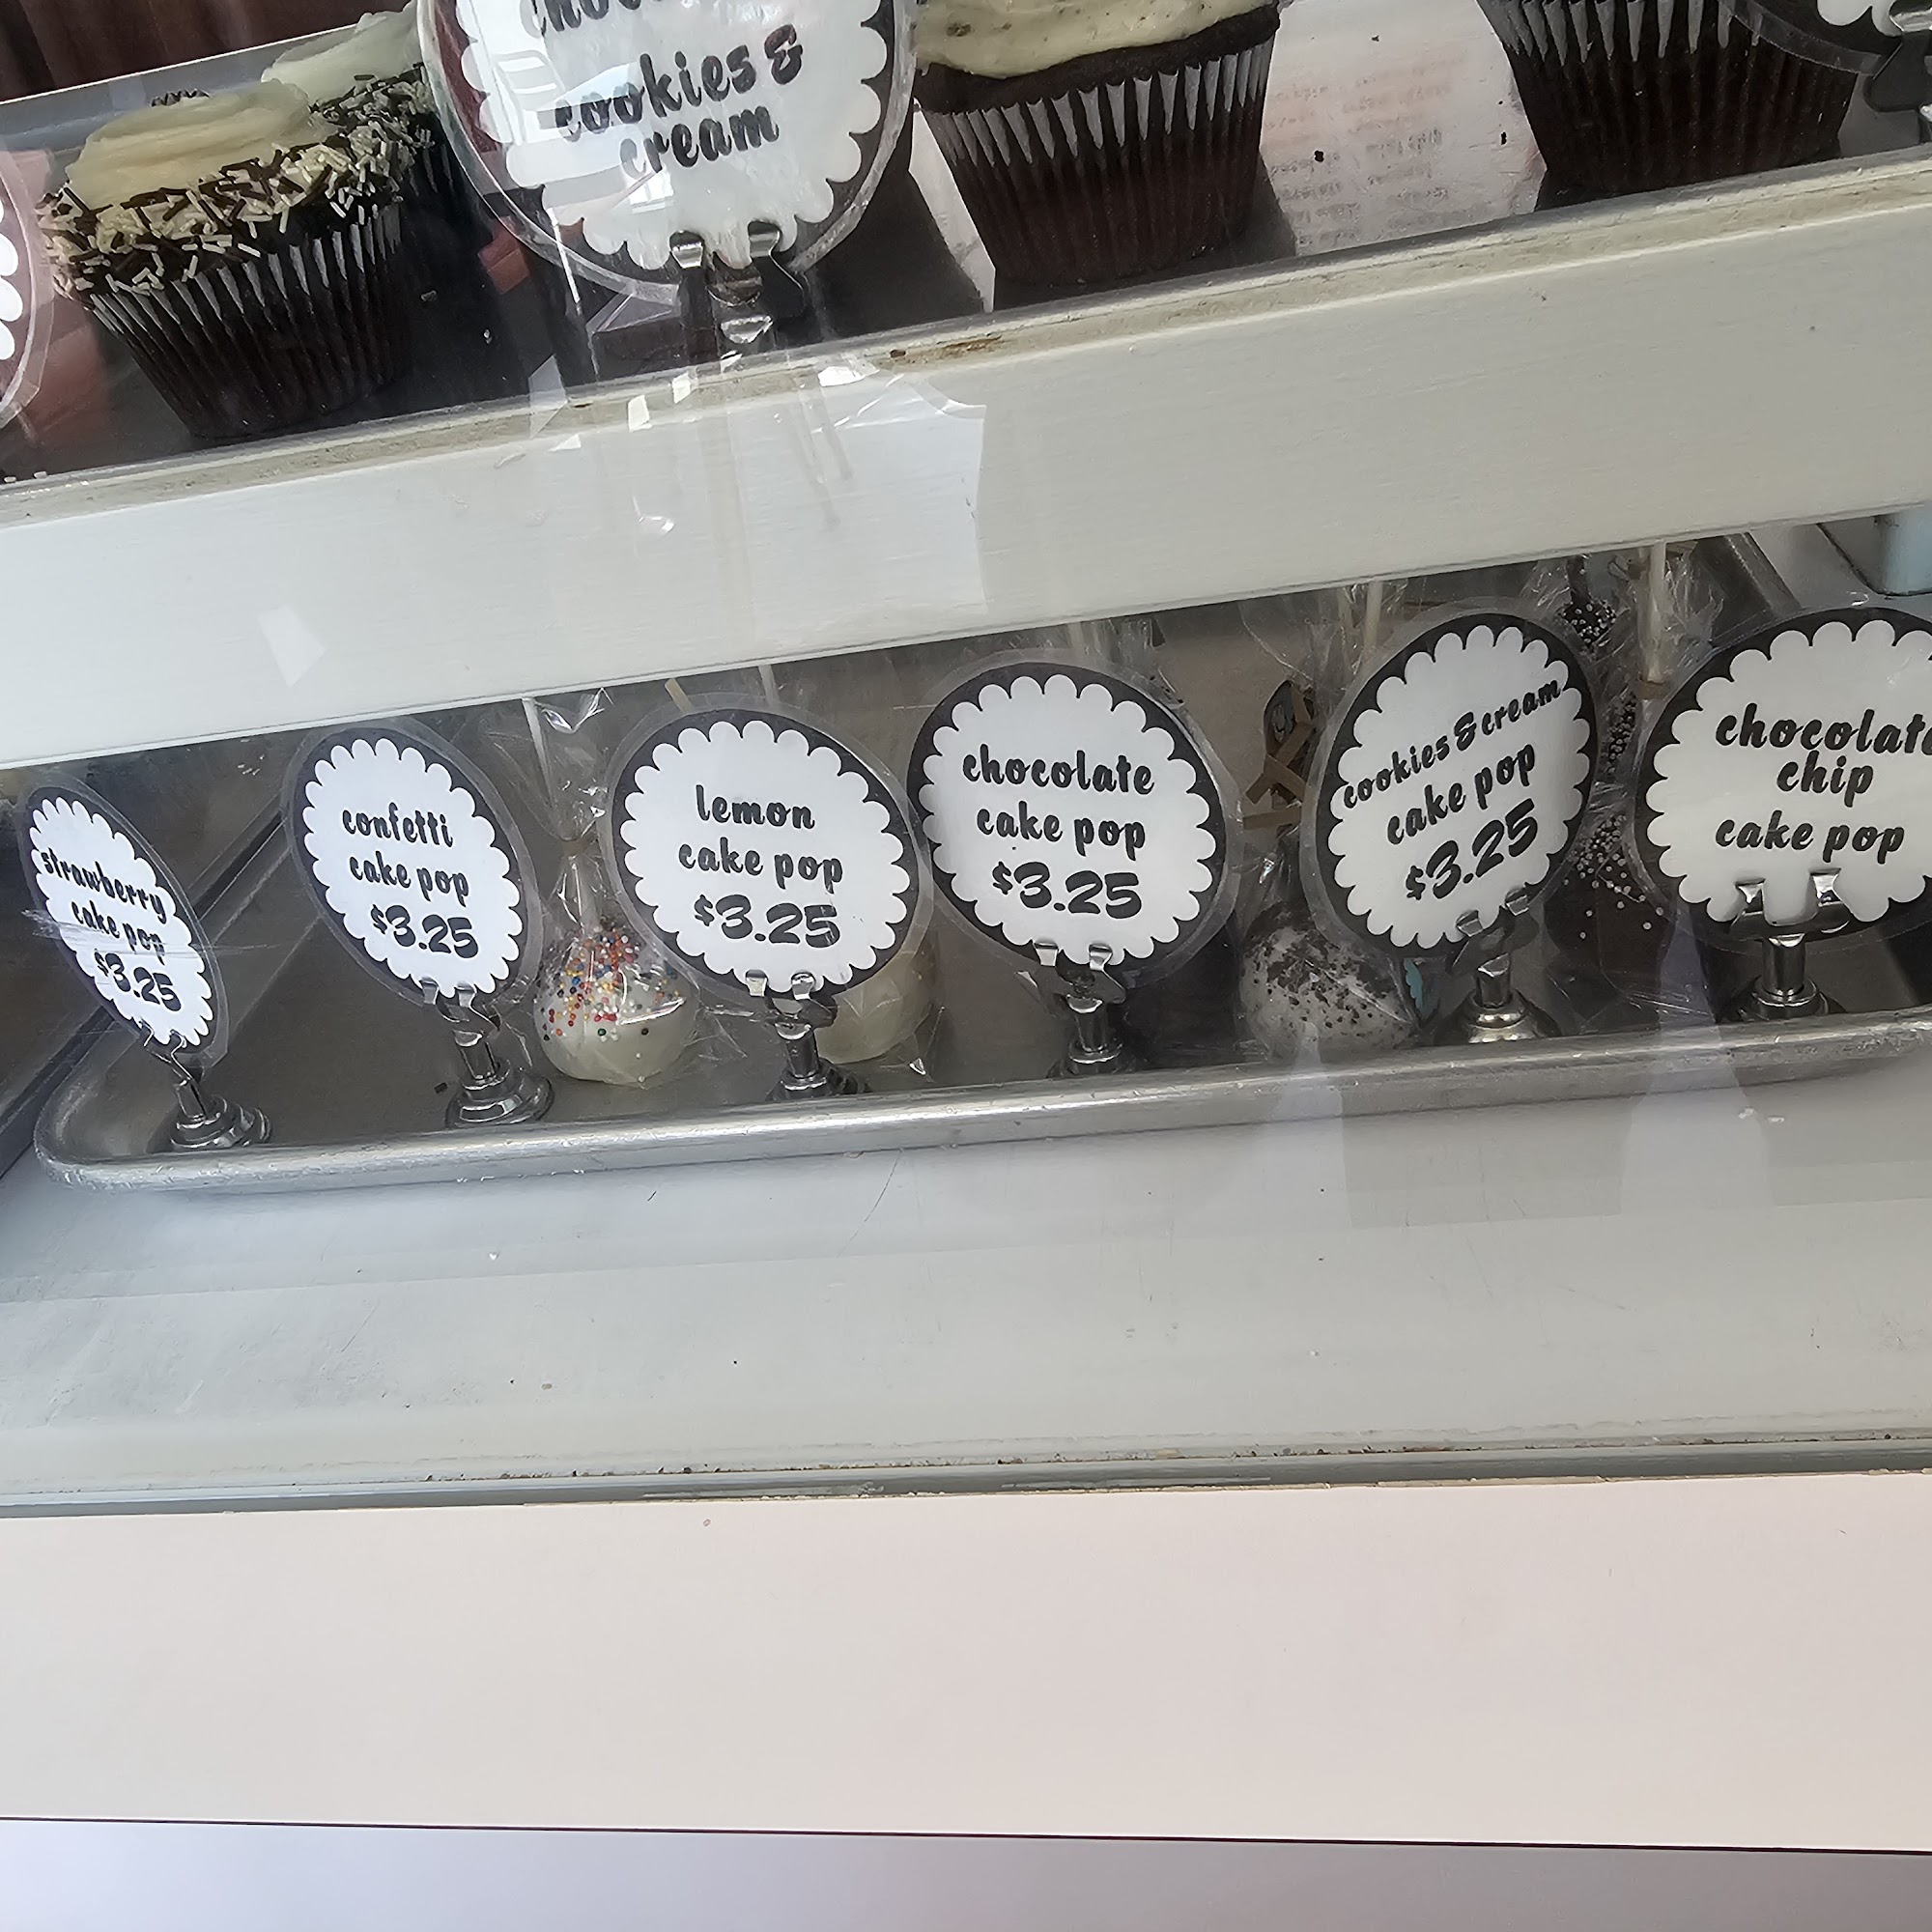 cookies &
cream
strawberry
cake pop
$3.25
confetti
cake pop
$3.25
lemon
cake pop
$3.25
chocolate
cake pop
$3.25
cookies & cream
cake pop
$3.25
chocolate
chip
cake pop